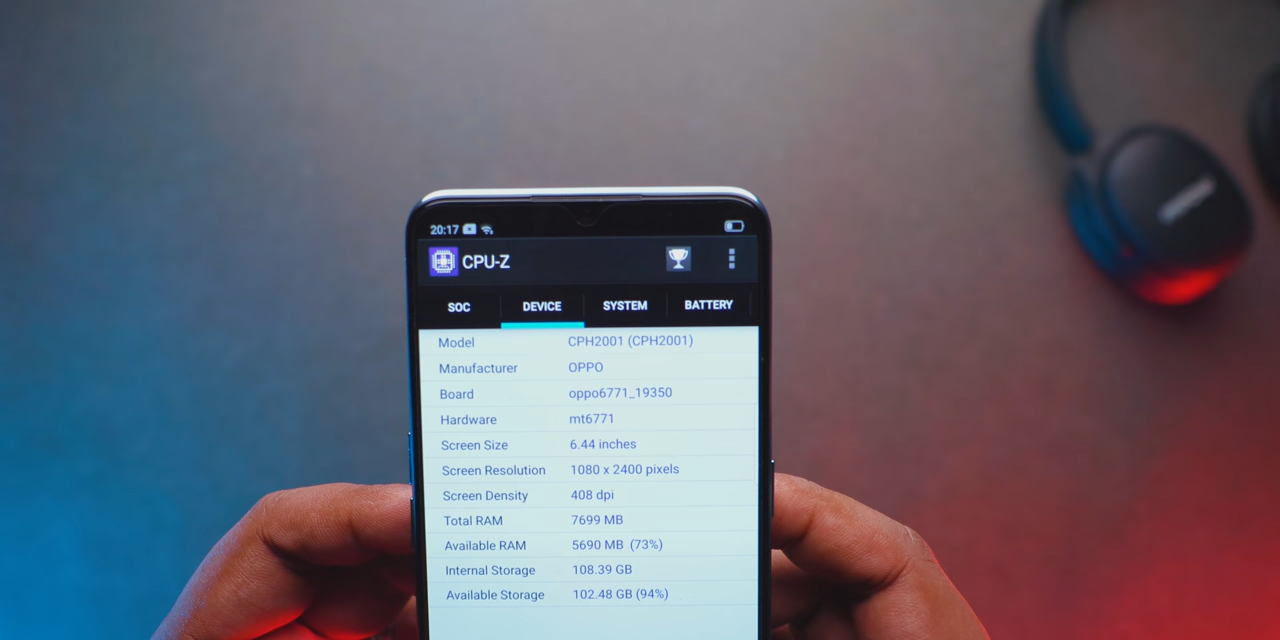 20:17
CPU-Z
SOC DEVICE SYSTEM BATTERY
Model CPH2001 (CPH2001)
Manufacturer OPPO
Board oppo6771_19350
Hardware mt6771
Screen Size 6.44 inches
Screen Resolution 1080 x 2400 pixels
Screen Density 408 dpi
Total RAM 7699 MB
Available RAM 5690 MB (73%)
Internal Storage 108.39 GB
Available Storage 102.48 GB (94%)